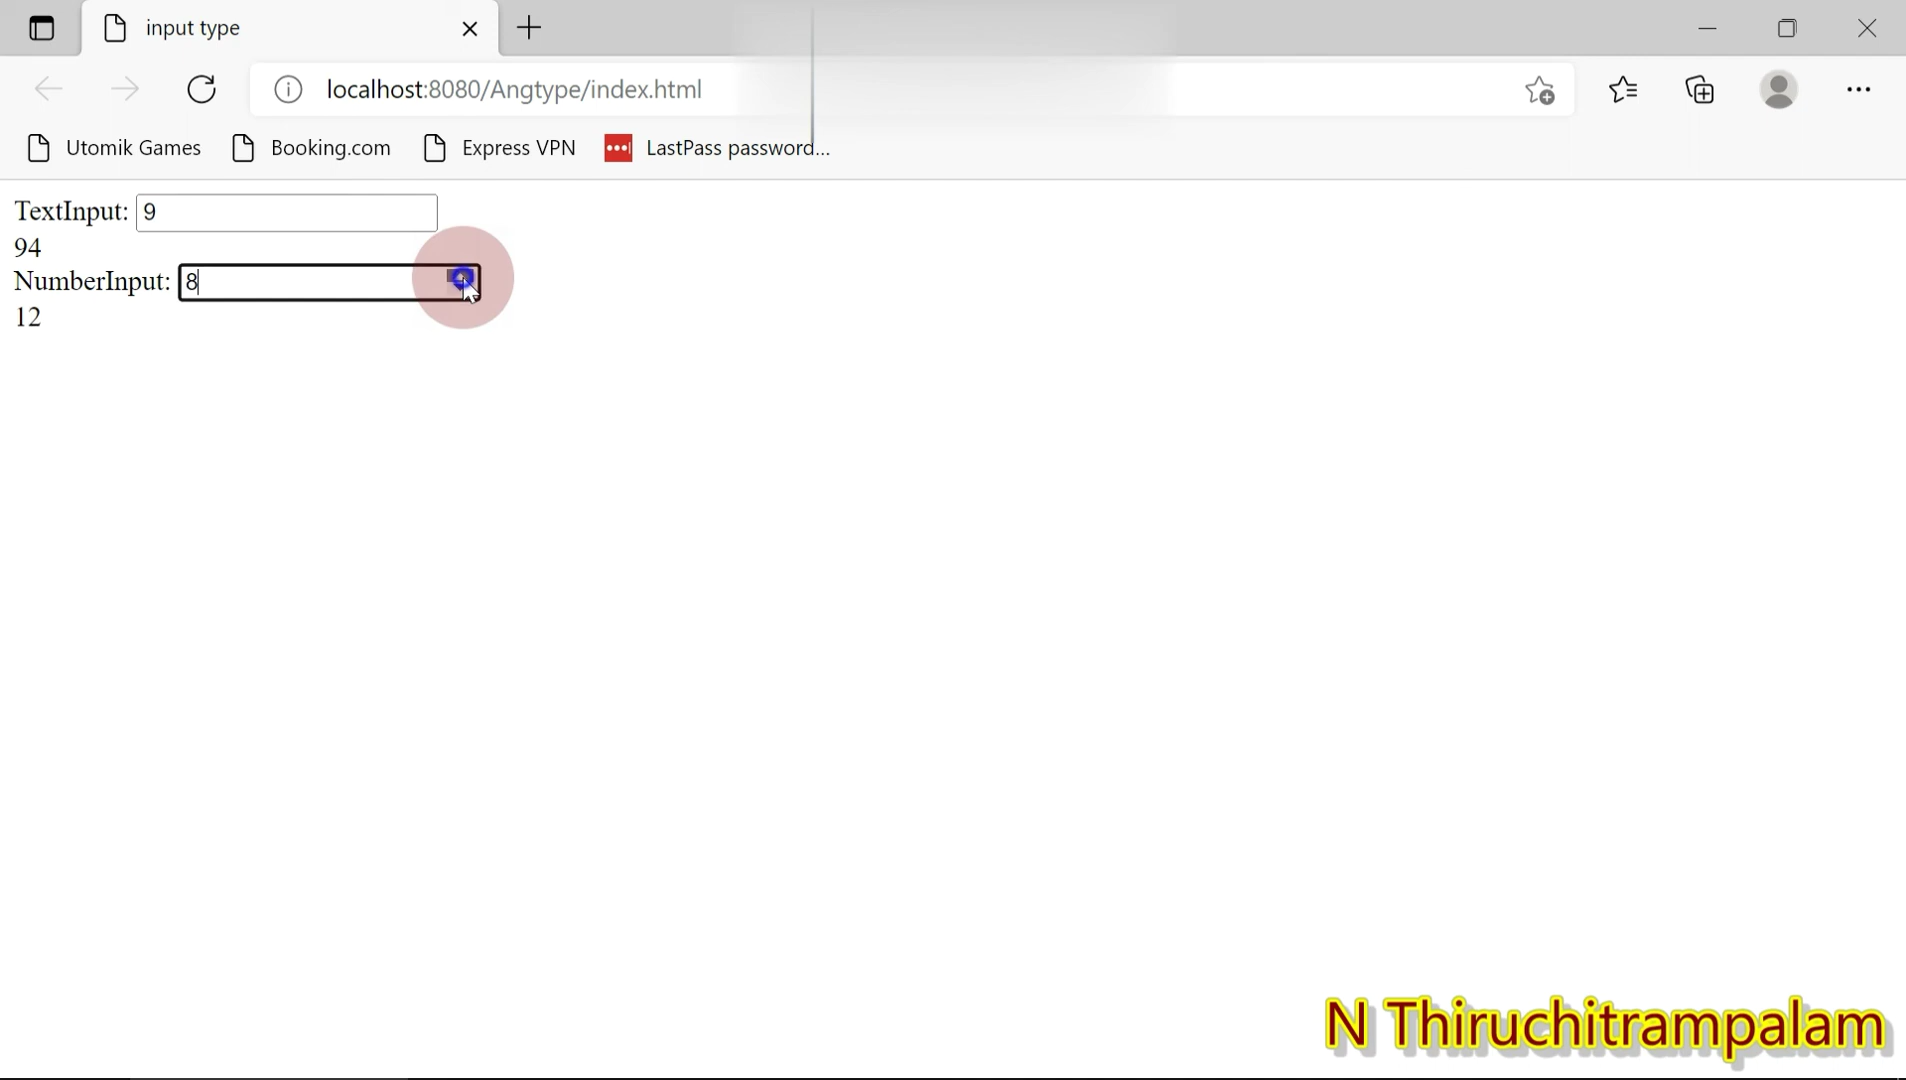 input type
localhost:8080/Angtype/index.html
Utomik Games
Booking.com
Express VPN
LastPass password...
TextInput: 9
94
NumberInput: 8
12
N Thiruchitrampalam